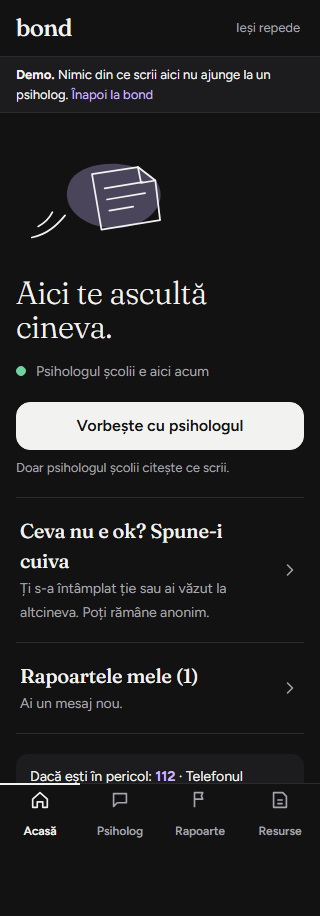 bond
Ieși repede
Demo. Nimic din ce scrii aici nu ajunge la un
psiholog. Înapoi la bond
Aici te ascultă
cineva.
Psihologul școlii e aici acum
Vorbește cu psihologul
Doar psihologul școlii citește ce scrii.
Ceva nu e ok? Spune-i
cuiva
Ți s-a întâmplat ție sau ai văzut la
altcineva. Poți rămâne anonim.
Rapoartele mele (1)
Ai un mesaj nou.
Dacă ești în pericol: 112 · Telefonul
Acasă
Psiholog
Rapoarte
Resurse